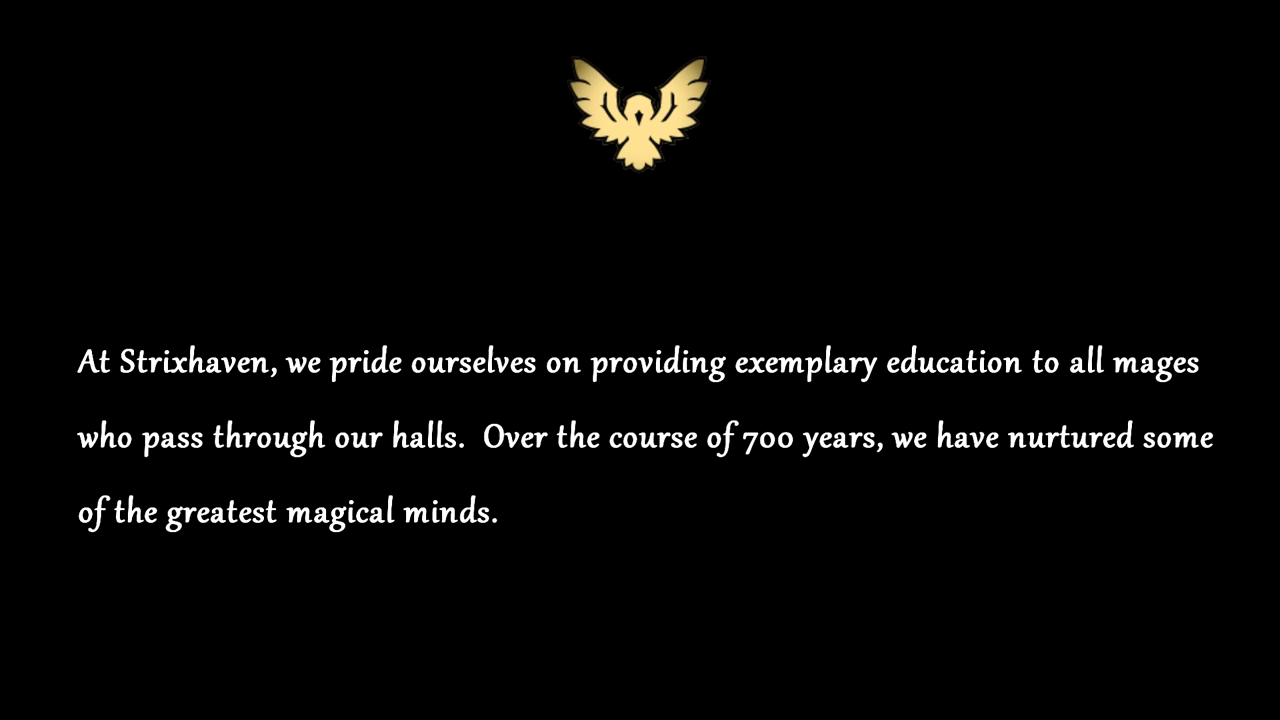 At Strixhaven, we pride ourselves on providing exemplary education to all mages
who pass through our halls.  Over the course of 700 years, we have nurtured some
of the greatest magical minds.